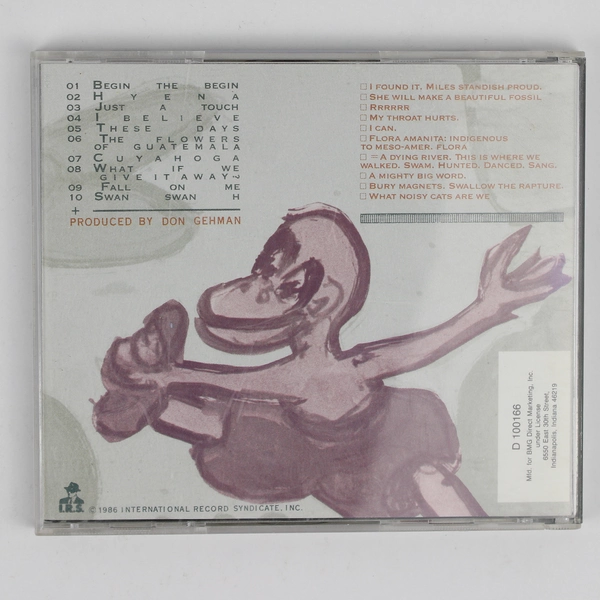 01 BEGIN THE BEGIN
02 HYENA
03 JUST A TOUCH
04 I BELIEVE
05 THESE DAYS
06 THE FLOWERS
OF GUATEMALA
07 CUYAHOGA
08 WHAT IF WE
GIVE IT AWAY?
09 FALL ON ME
10 SWAN SWAN H
+
PRODUCED BY DON GEHMAN
I FOUND IT. MILES STANDISH PROUD.
SHE WILL MAKE A BEAUTIFUL FOSSIL
RRRRRR
MY THROAT HURTS.
I CAN.
FLORA AMANITA: INDIGENOUS
TO MESO-AMER. FLORA
=A DYING RIVER. THIS IS WHERE WE
WALKED. SWAM. HUNTED. DANCED. SANG.
A MIGHTY BIG WORD.
BURY MAGNETS. SWALLOW THE RAPTURE.
WHAT NOISY CATS ARE WE
D 100166
Mfd. for BMG Direct Marketing, Inc.
under License
6550 East 30th Street,
Indianapolis, Indiana 46219
I.R.S.
© 1986 INTERNATIONAL RECORD SYNDICATE, INC.